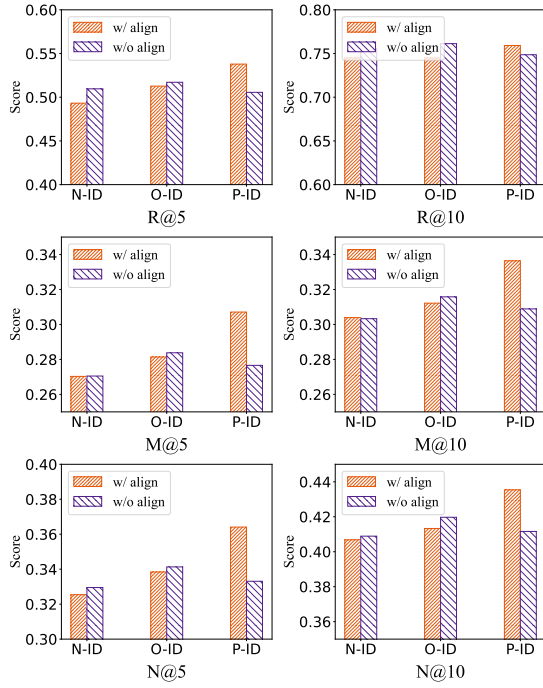 0.60
0.55
0.50
0.45
0.40
Score
w/ align
w/o align
N-ID O-ID P-ID
R@5
0.80
0.75
0.70
0.65
0.60
Score
w/ align
w/o align
N-ID O-ID P-ID
R@10
0.34
0.32
0.30
0.28
0.26
Score
w/ align
w/o align
N-ID O-ID P-ID
M@5
0.34
0.32
0.30
0.28
0.26
Score
w/ align
w/o align
N-ID O-ID P-ID
M@10
0.40
0.38
0.36
0.34
0.32
0.30
Score
w/ align
w/o align
N-ID O-ID P-ID
N@5
0.44
0.42
0.40
0.38
0.36
Score
w/ align
w/o align
N-ID O-ID P-ID
N@10